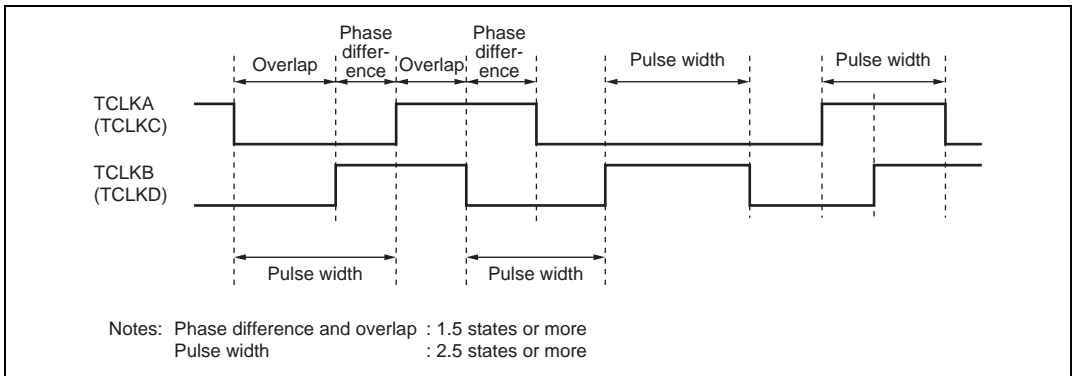 Phase
differ-
ence
Phase
differ-
ence
Overlap
Overlap
Pulse width
Pulse width
TCLKA
(TCLKC)
TCLKB
(TCLKD)
Pulse width
Pulse width
Notes: Phase difference and overlap : 1.5 states or more
Pulse width : 2.5 states or more